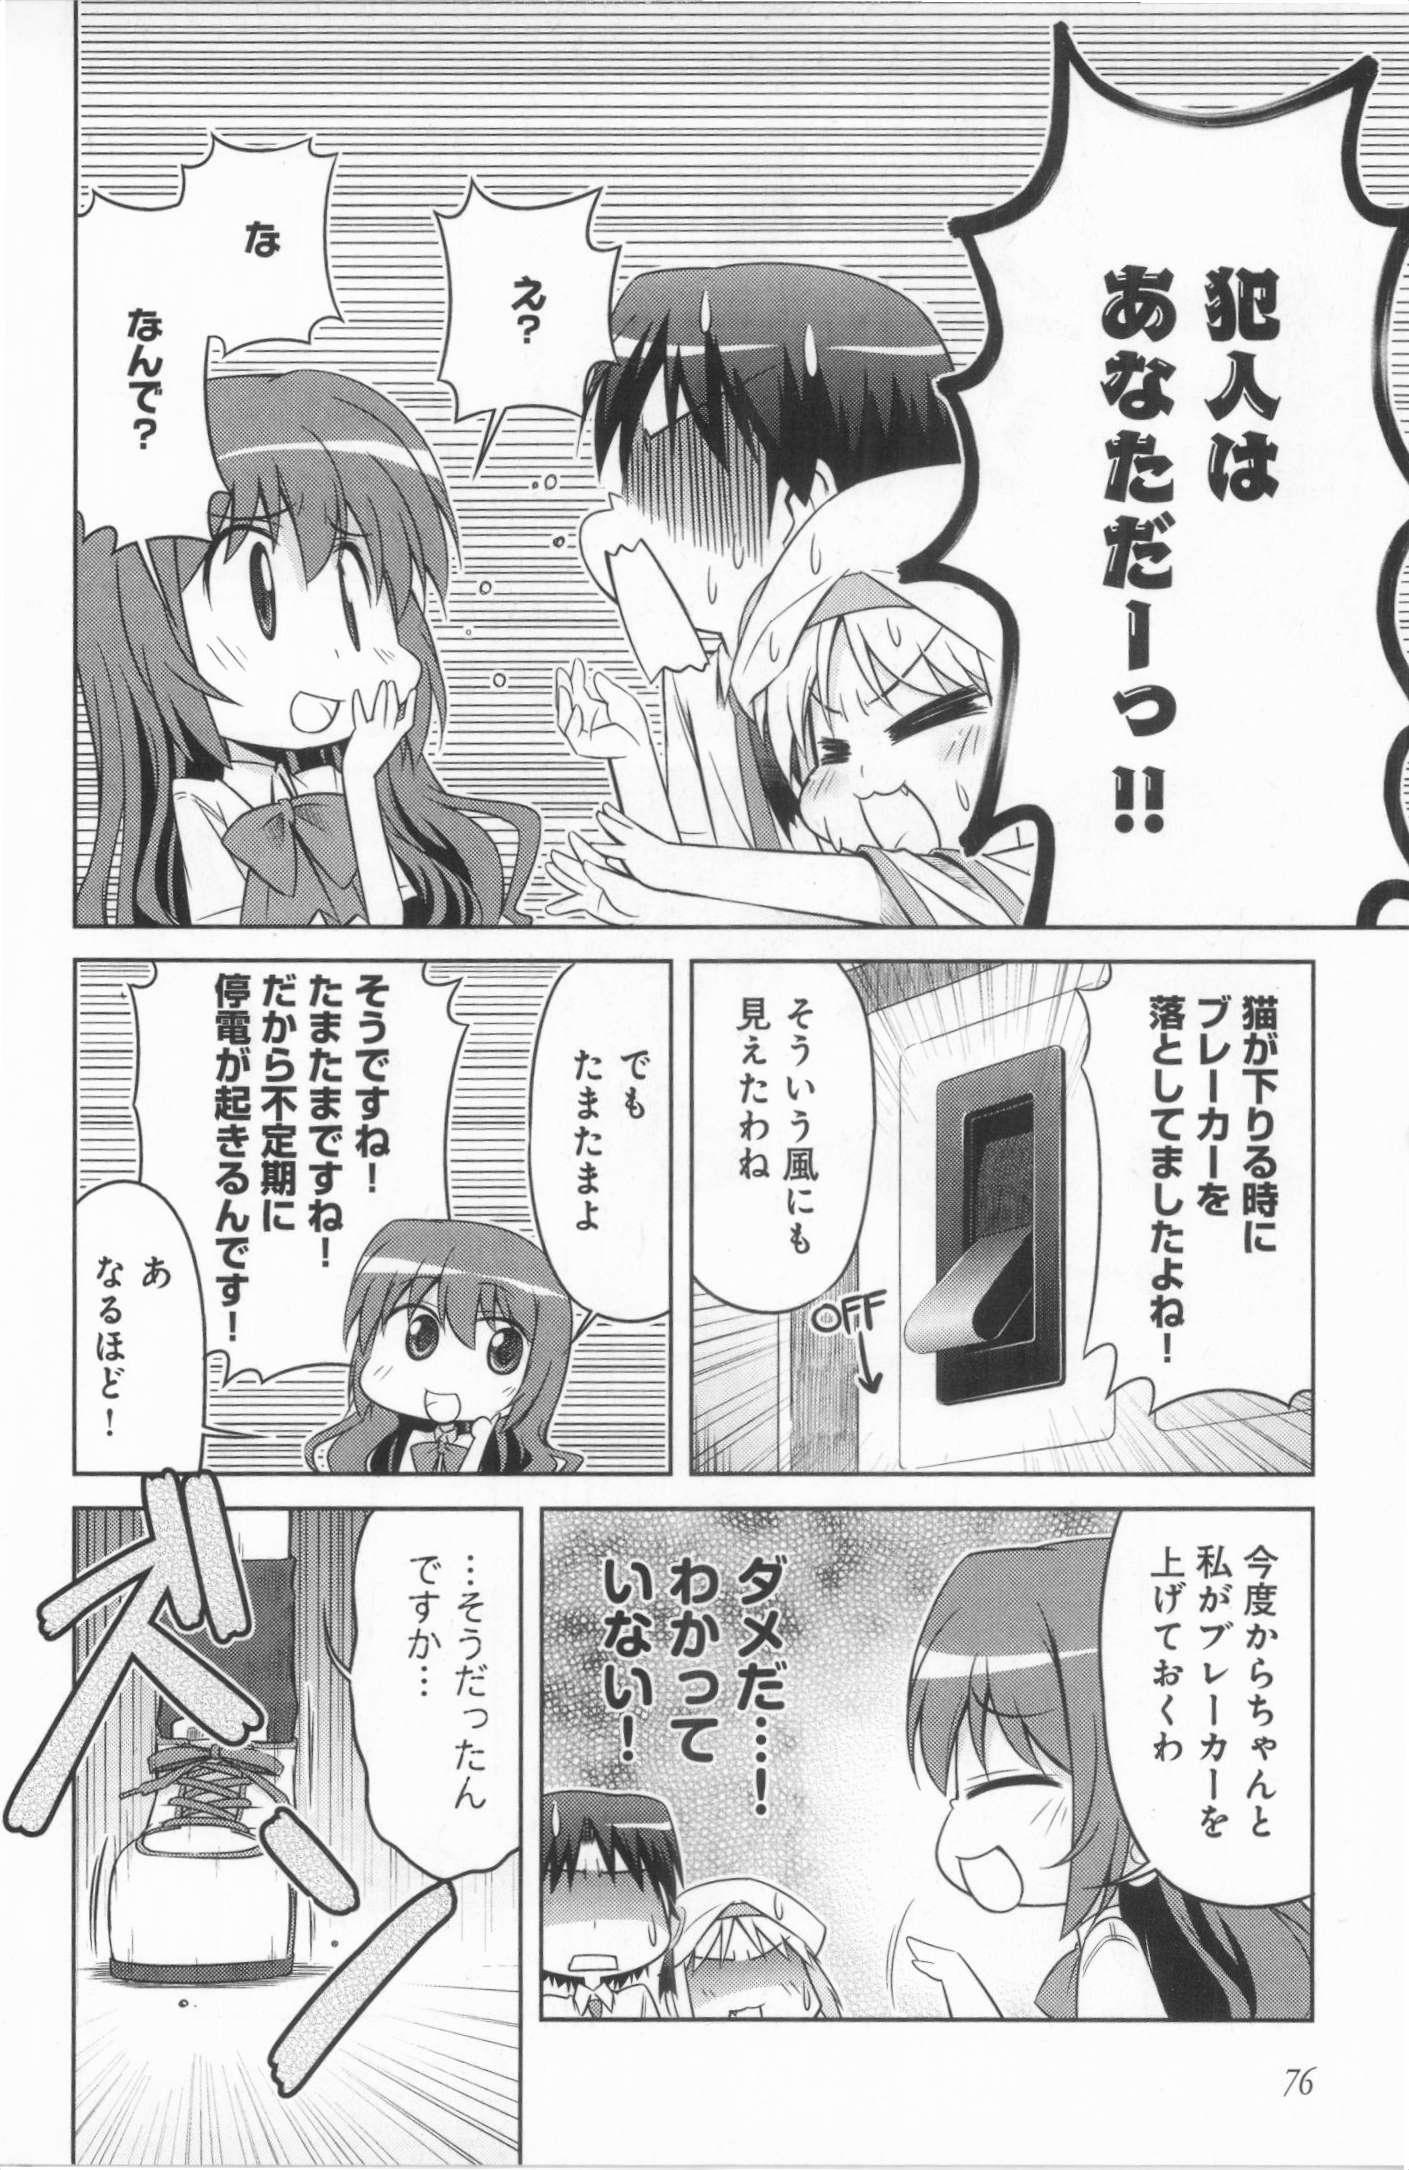 犯人は
あなただーっ!!
え?
な
なんで?
猫が下りる時に
ブレーカーを
落としてましたよね!
そういう風にも
見えたわね
OFF
でも
たまたまよ
そうですね!
たまたまですね!
だから不定期に
停電が起きるんです!
あ
なるほど!
今度からちゃんと
私がブレーカーを
上げておくわ
ダメだ…!
わかって
いない!
…そうだったん
ですか…
ズン
76